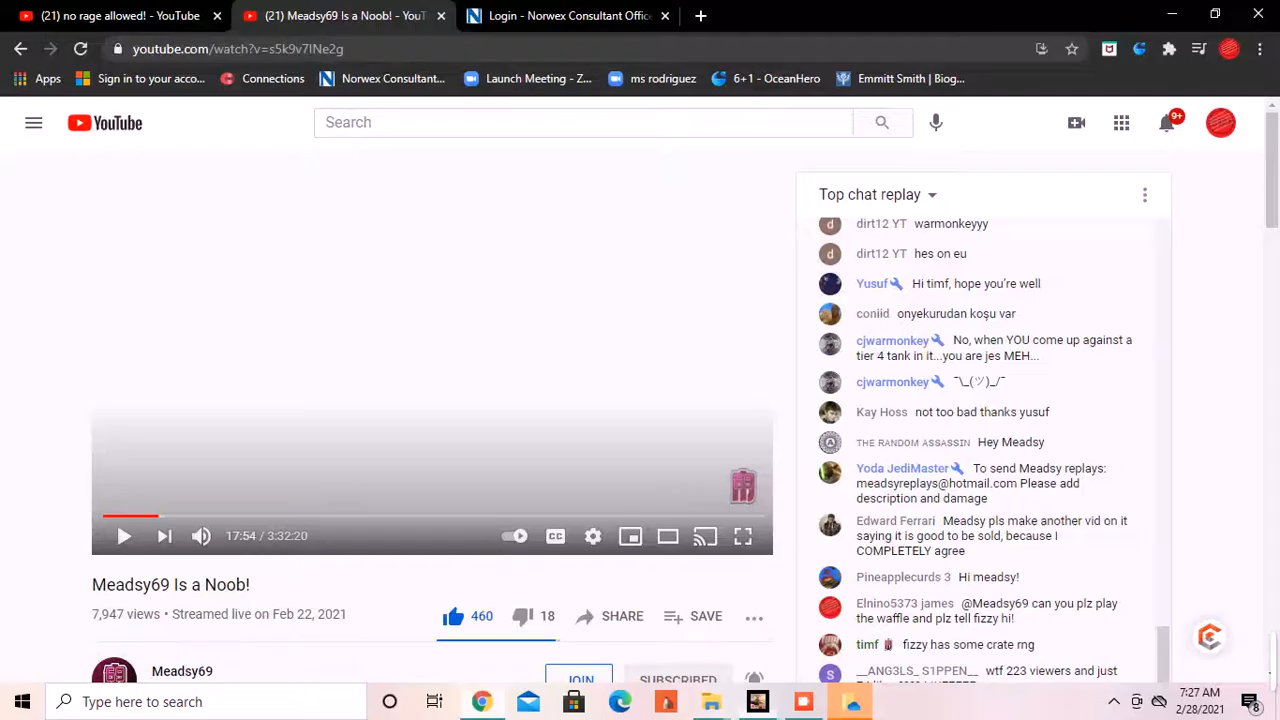 (21) no rage allowed! - YouTube
(21) Meadsy69 Is a Noob! - YouT
Login - Norwex Consultant Office
youtube.com/watch?v=s5k9v7lNe2g
Apps
Sign in to your acco...
Connections
Norwex Consultant...
Launch Meeting - Z...
ms rodriguez
6+1 - OceanHero
Emmitt Smith | Biog...
YouTube
Search
9+
Top chat replay
dirt12 YT warmonkeyyy
dirt12 YT hes on eu
Yusuf Hi timf, hope you're well
coniid onyekurudan koşu var
cjwarmonkey No, when YOU come up against a
tier 4 tank in it...you are jes MEH...
cjwarmonkey ¯\_(ツ)_/¯
Kay Hoss not too bad thanks yusuf
THE RANDOM ASSASSIN Hey Meadsy
Yoda JediMaster To send Meadsy replays:
meadsyreplays@hotmail.com Please add
description and damage
Edward Ferrari Meadsy pls make another vid on it
saying it is good to be sold, because I
COMPLETELY agree
Pineapplecurds 3 Hi meadsy!
Elnino5373 james @Meadsy69 can you plz play
the waffle and plz tell fizzy hi!
timf fizzy has some crate rng
__ANG3LS_ S1PPEN__ wtf 223 viewers and just
17:54 / 3:32:20
CC
Meadsy69 Is a Noob!
7,947 views • Streamed live on Feb 22, 2021
460
18
SHARE
SAVE
Meadsy69
JOIN
SUBSCRIBED
Type here to search
7:27 AM
2/28/2021
8